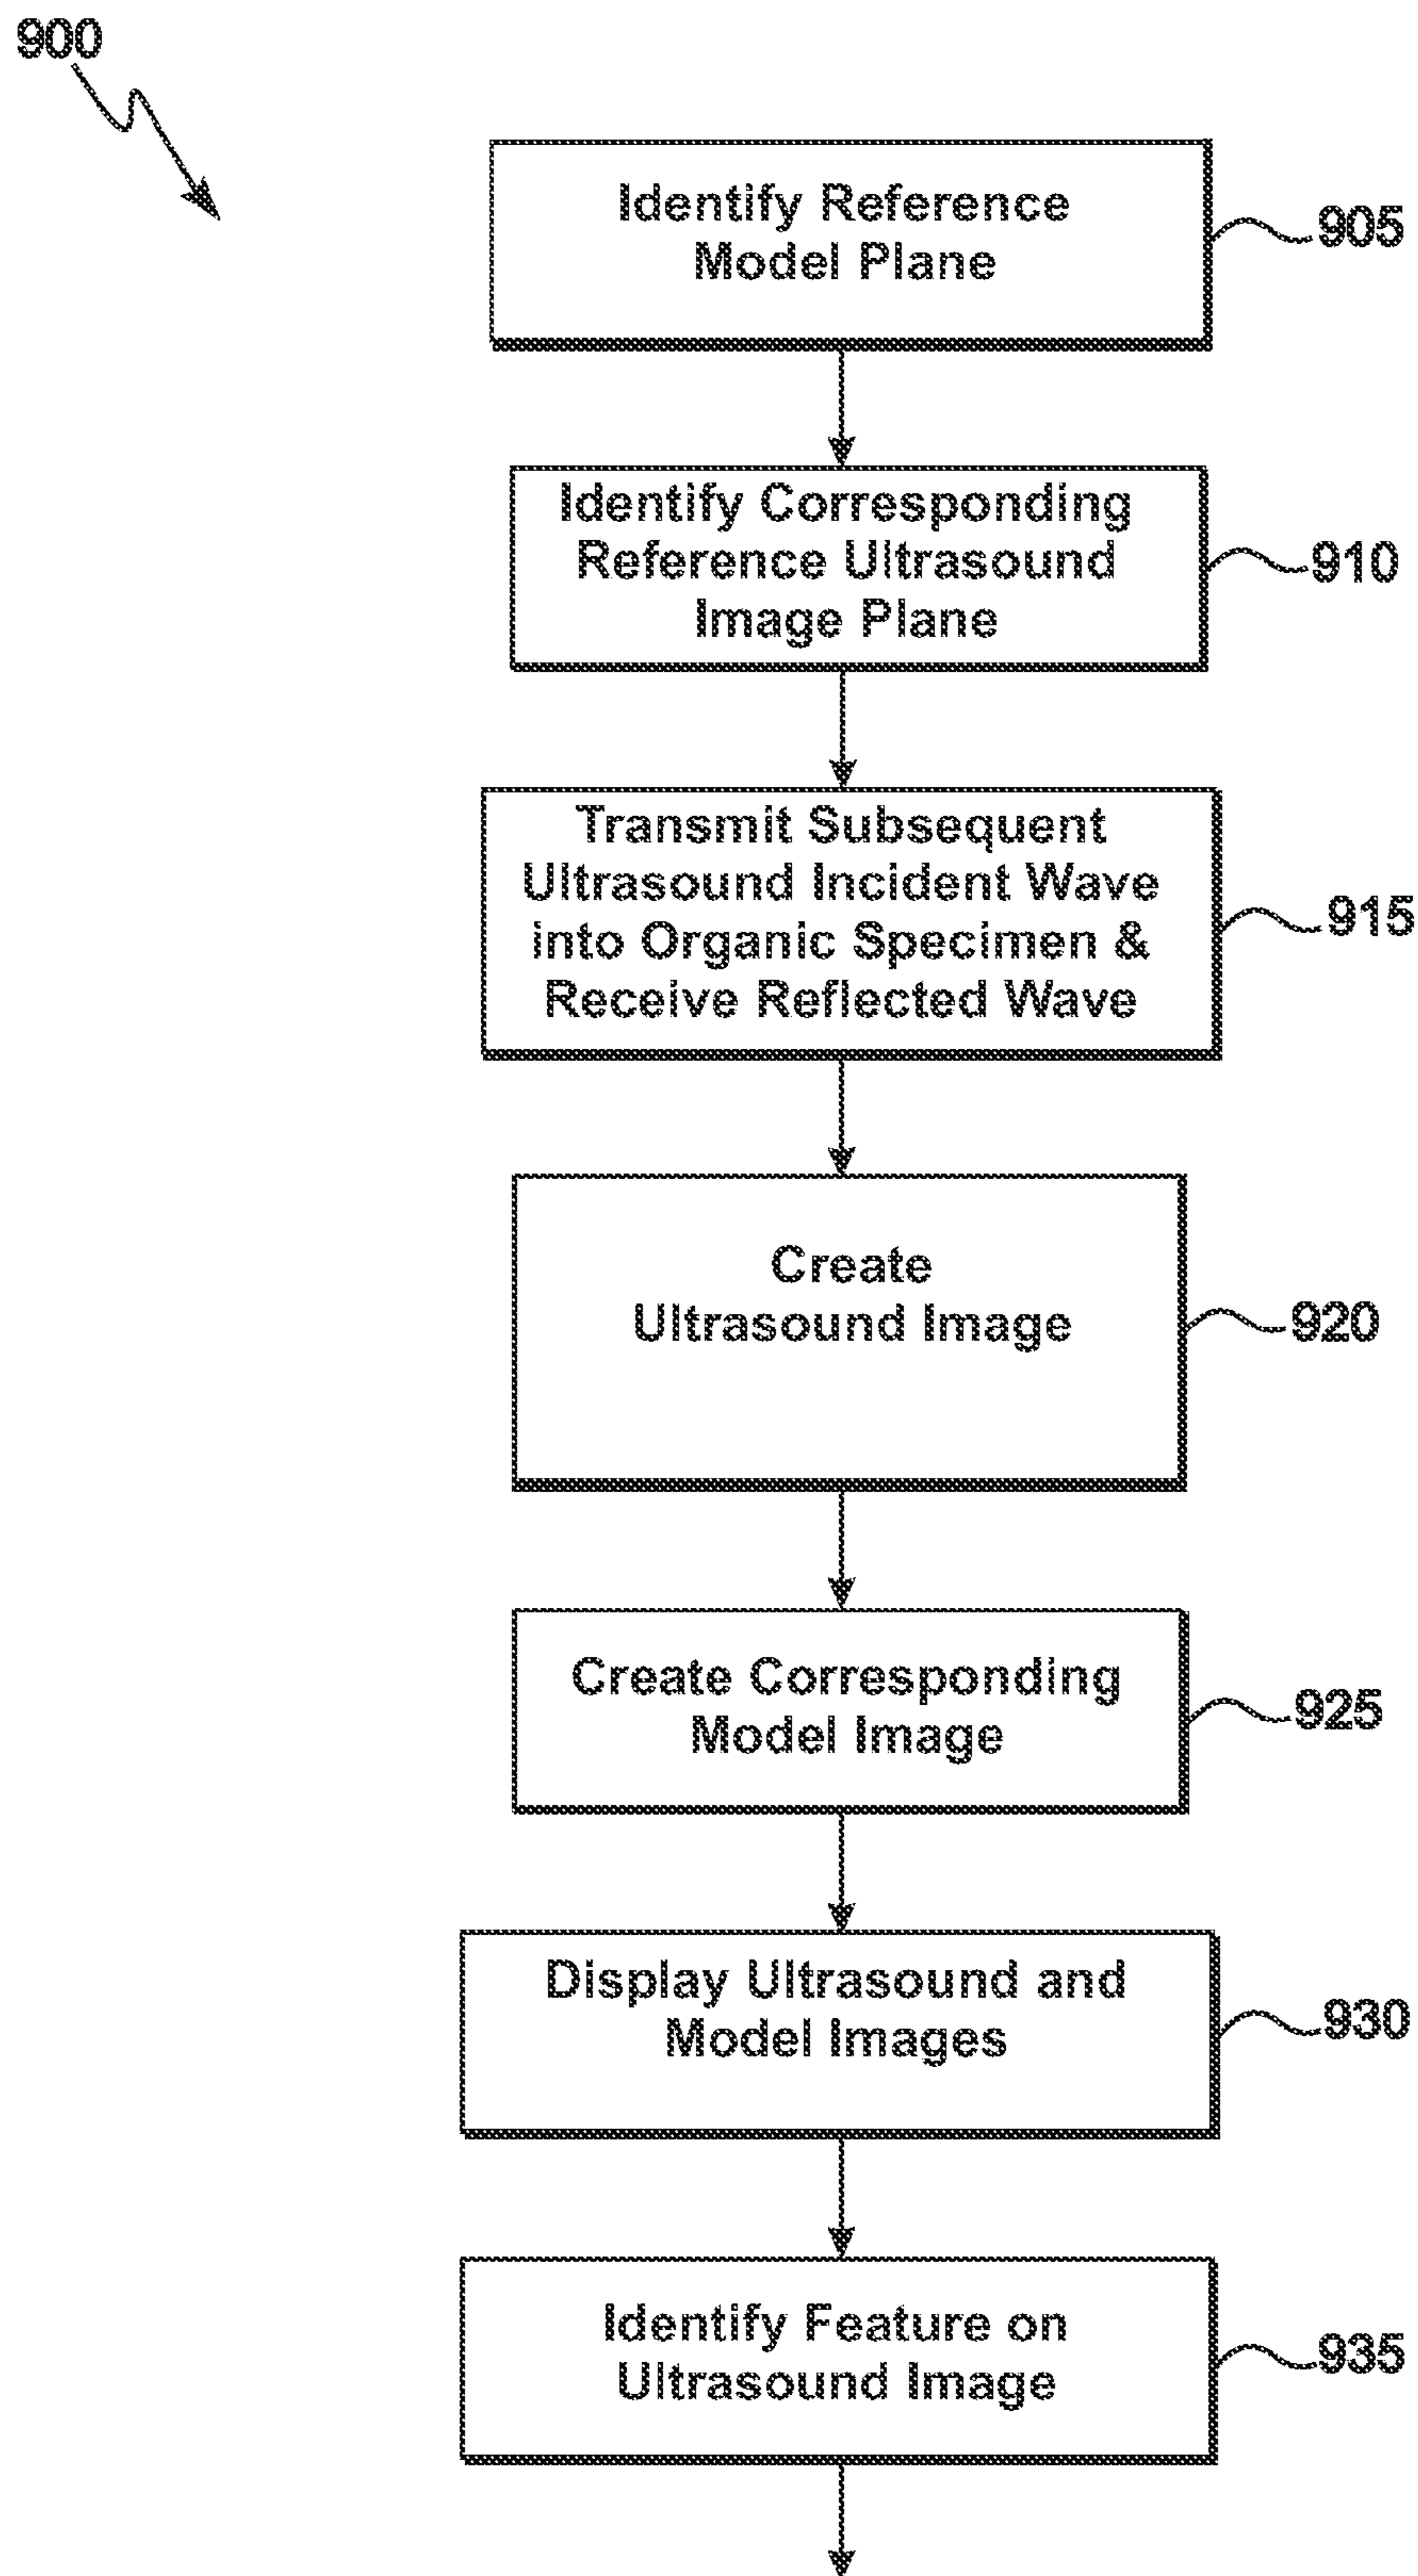 900
Identify Reference
Model Plane
905
Identify Corresponding
Reference Ultrasound
Image Plane
910
Transmit Subsequent
Ultrasound Incident Wave
into Organic Specimen &
Receive Reflected Wave
915
Create
Ultrasound Image
920
Create Corresponding
Model Image
925
Display Ultrasound and
Model Images
930
Identify Feature on
Ultrasound Image
935